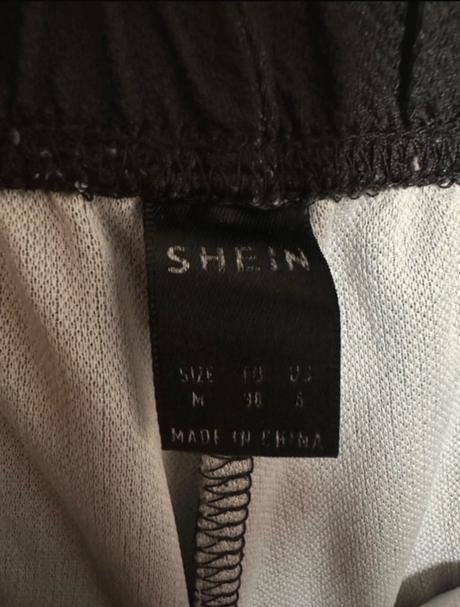 SHEIN
SIZE EU US
M 38 6
MADE IN CHINA